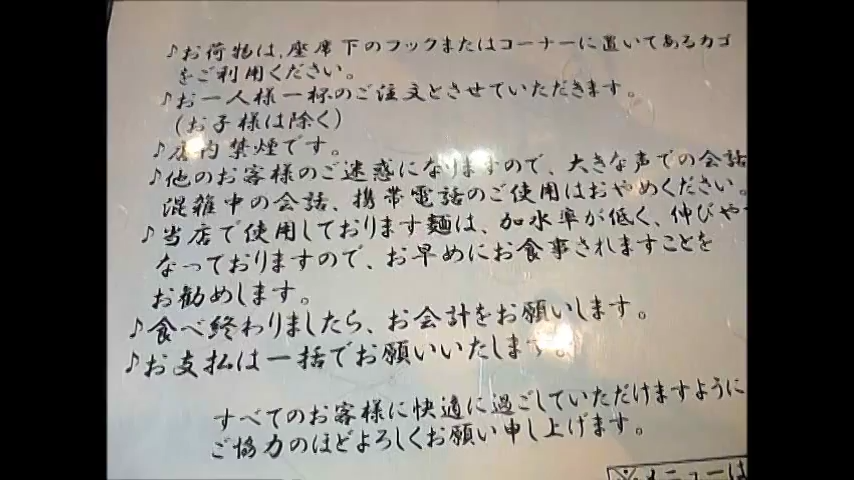 ♪お荷物は、座席下のフックまたはコーナーに置いてあるカゴ
をご利用ください。
♪お一人様一杯のご注文とさせていただきます。
(お子様は除く)
♪店内禁煙です。
♪他のお客様のご迷惑になりますので、大きな声での会話
混雑中の会話、携帯電話のご使用はおやめください。
♪当店で使用しております麺は、加水率が低く、伸びや
なっておりますので、お早めにお食事されますことを
お勧めします。
♪食べ終わりましたら、お会計をお願いします。
♪お支払は一括でお願いいたします。
すべてのお客様に快適に過ごしていただけますように
ご協力のほどよろしくお願い申し上げます。
※メニューは